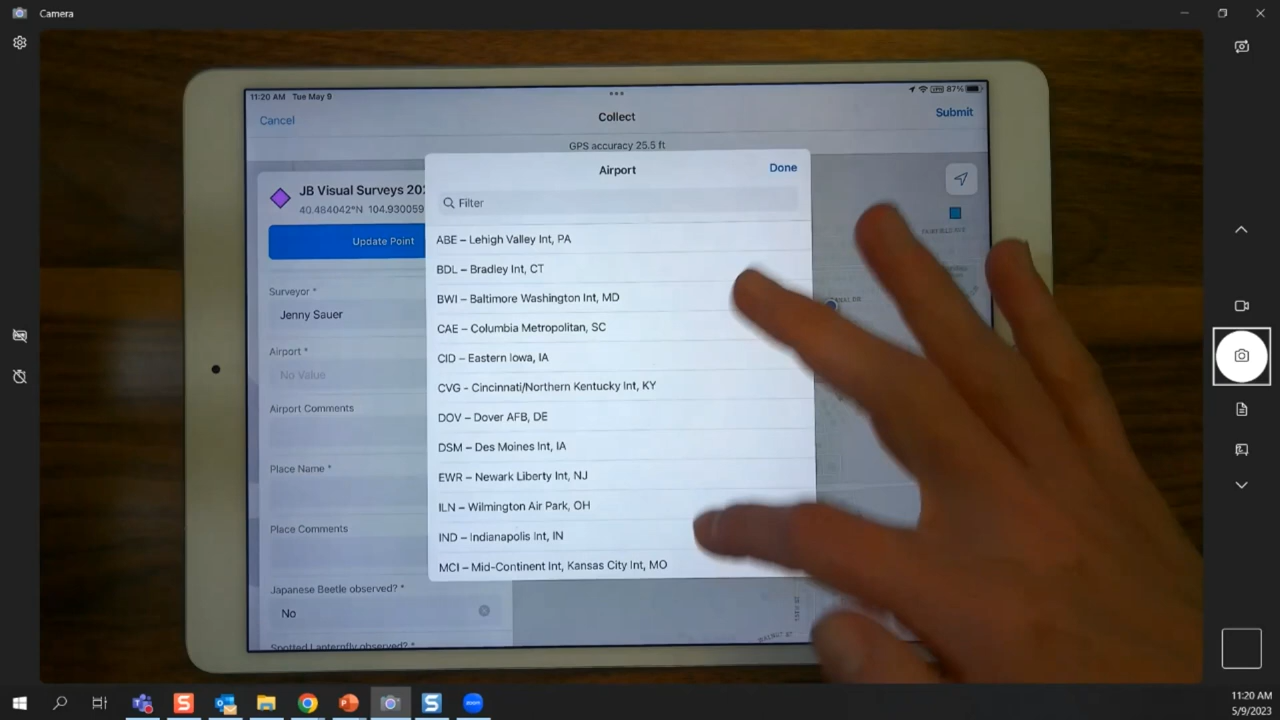 Camera
11:20 AM Tue May 9
87%
Cancel
Collect
Submit
GPS accuracy 25.5 ft
JB Visual Surveys 202
40.484042°N 104.930059
Update Point
Surveyor *
Jenny Sauer
Airport *
No Value
Airport Comments
Place Name *
Place Comments
Japanese Beetle observed? *
No
Spotted Lanternfly observed? *
Airport
Done
Filter
ABE – Lehigh Valley Int, PA
BDL – Bradley Int, CT
BWI – Baltimore Washington Int, MD
CAE – Columbia Metropolitan, SC
CID – Eastern Iowa, IA
CVG - Cincinnati/Northern Kentucky Int, KY
DOV – Dover AFB, DE
DSM – Des Moines Int, IA
EWR – Newark Liberty Int, NJ
ILN – Wilmington Air Park, OH
IND – Indianapolis Int, IN
MCI – Mid-Continent Int, Kansas City Int, MO
zoom
11:20 AM
5/9/2023